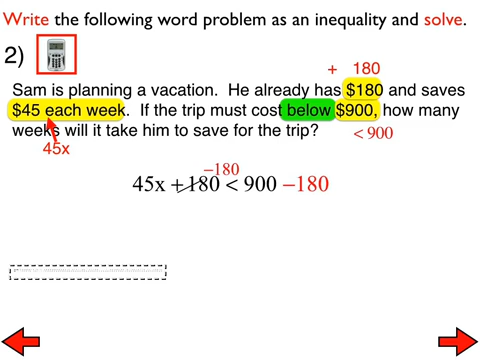 Write the following word problem as an inequality and solve.
2)
+ 180
Sam is planning a vacation. He already has $180 and saves
$45 each week. If the trip must cost below $900, how many
weeks will it take him to save for the trip?
< 900
45x
−180
45x + 180 < 900 −180